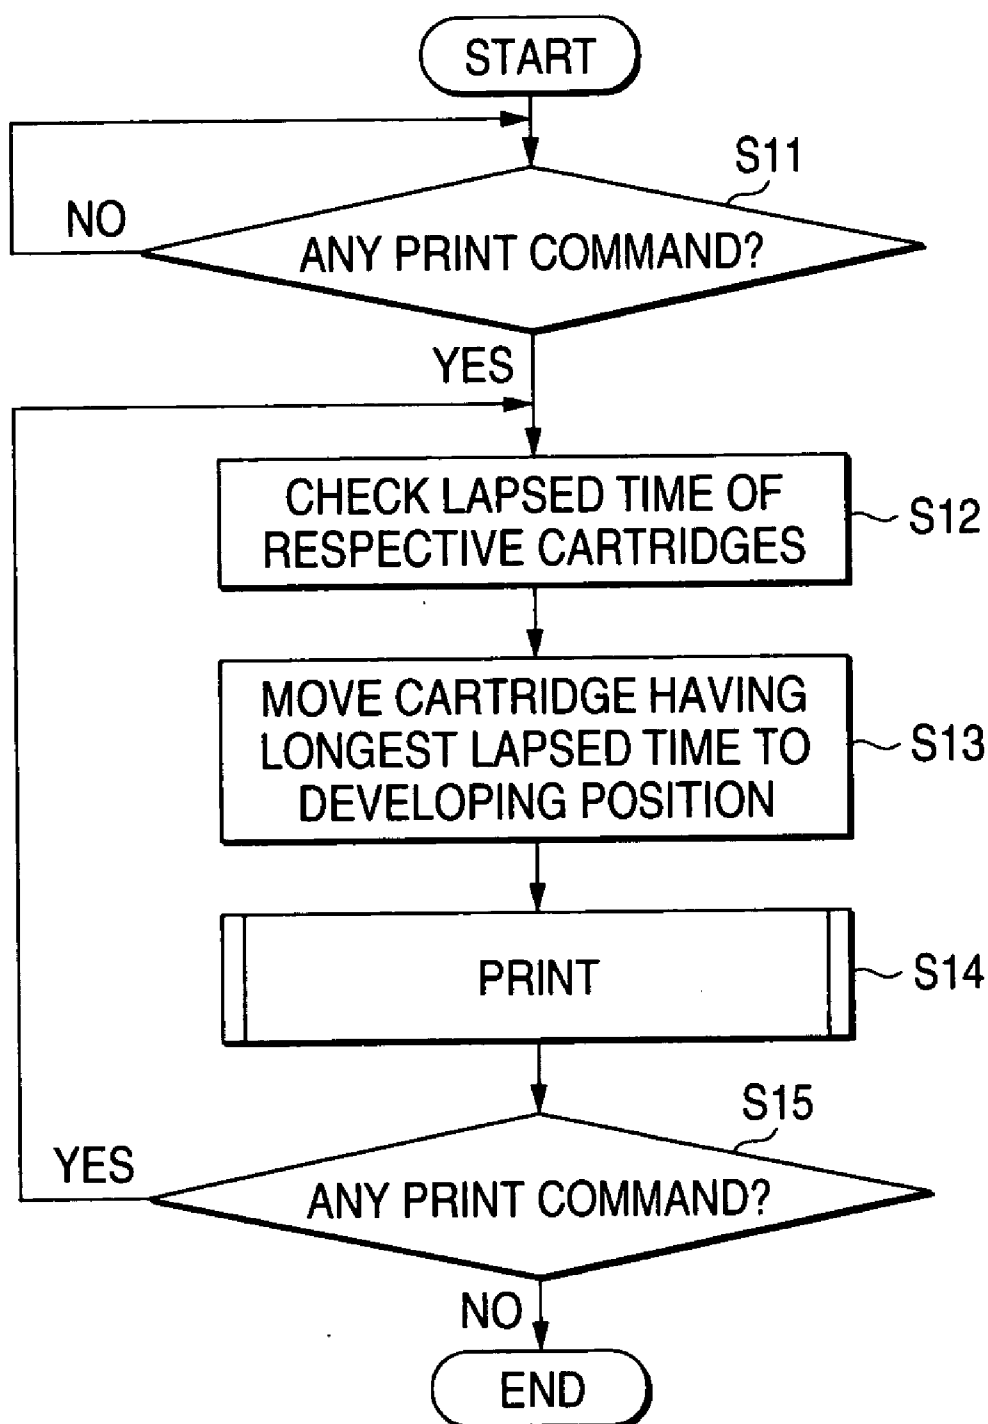 START
S11
NO
ANY PRINT COMMAND?
YES
CHECK LAPSED TIME OF
RESPECTIVE CARTRIDGES
S12
MOVE CARTRIDGE HAVING
LONGEST LAPSED TIME TO
DEVELOPING POSITION
S13
PRINT
S14
S15
YES
ANY PRINT COMMAND?
NO
END